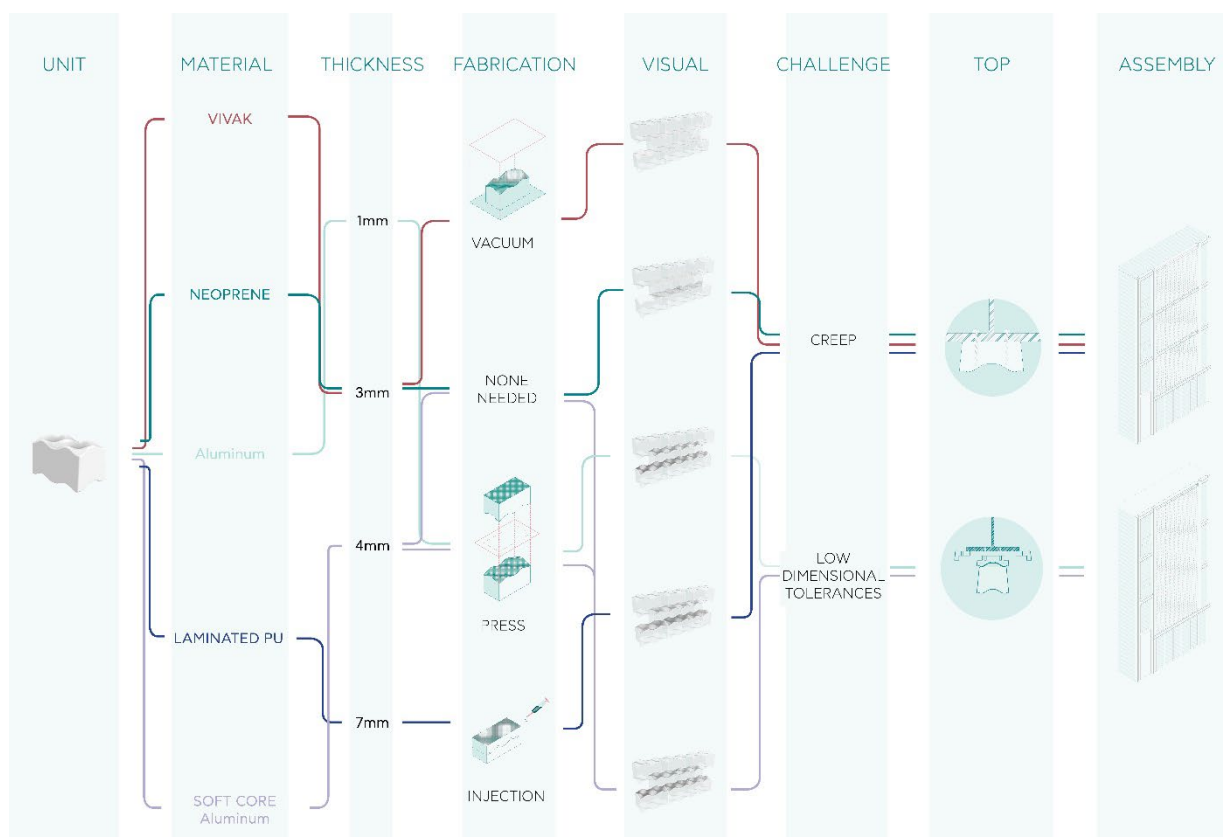 UNIT
MATERIAL
THICKNESS
FABRICATION
VISUAL
CHALLENGE
TOP
ASSEMBLY
VIVAK
NEOPRENE
Aluminum
LAMINATED PU
SOFT CORE
Aluminum
1mm
3mm
4mm
7mm
VACUUM
NONE
NEEDED
PRESS
INJECTION
CREEP
LOW
DIMENSIONAL
TOLERANCES